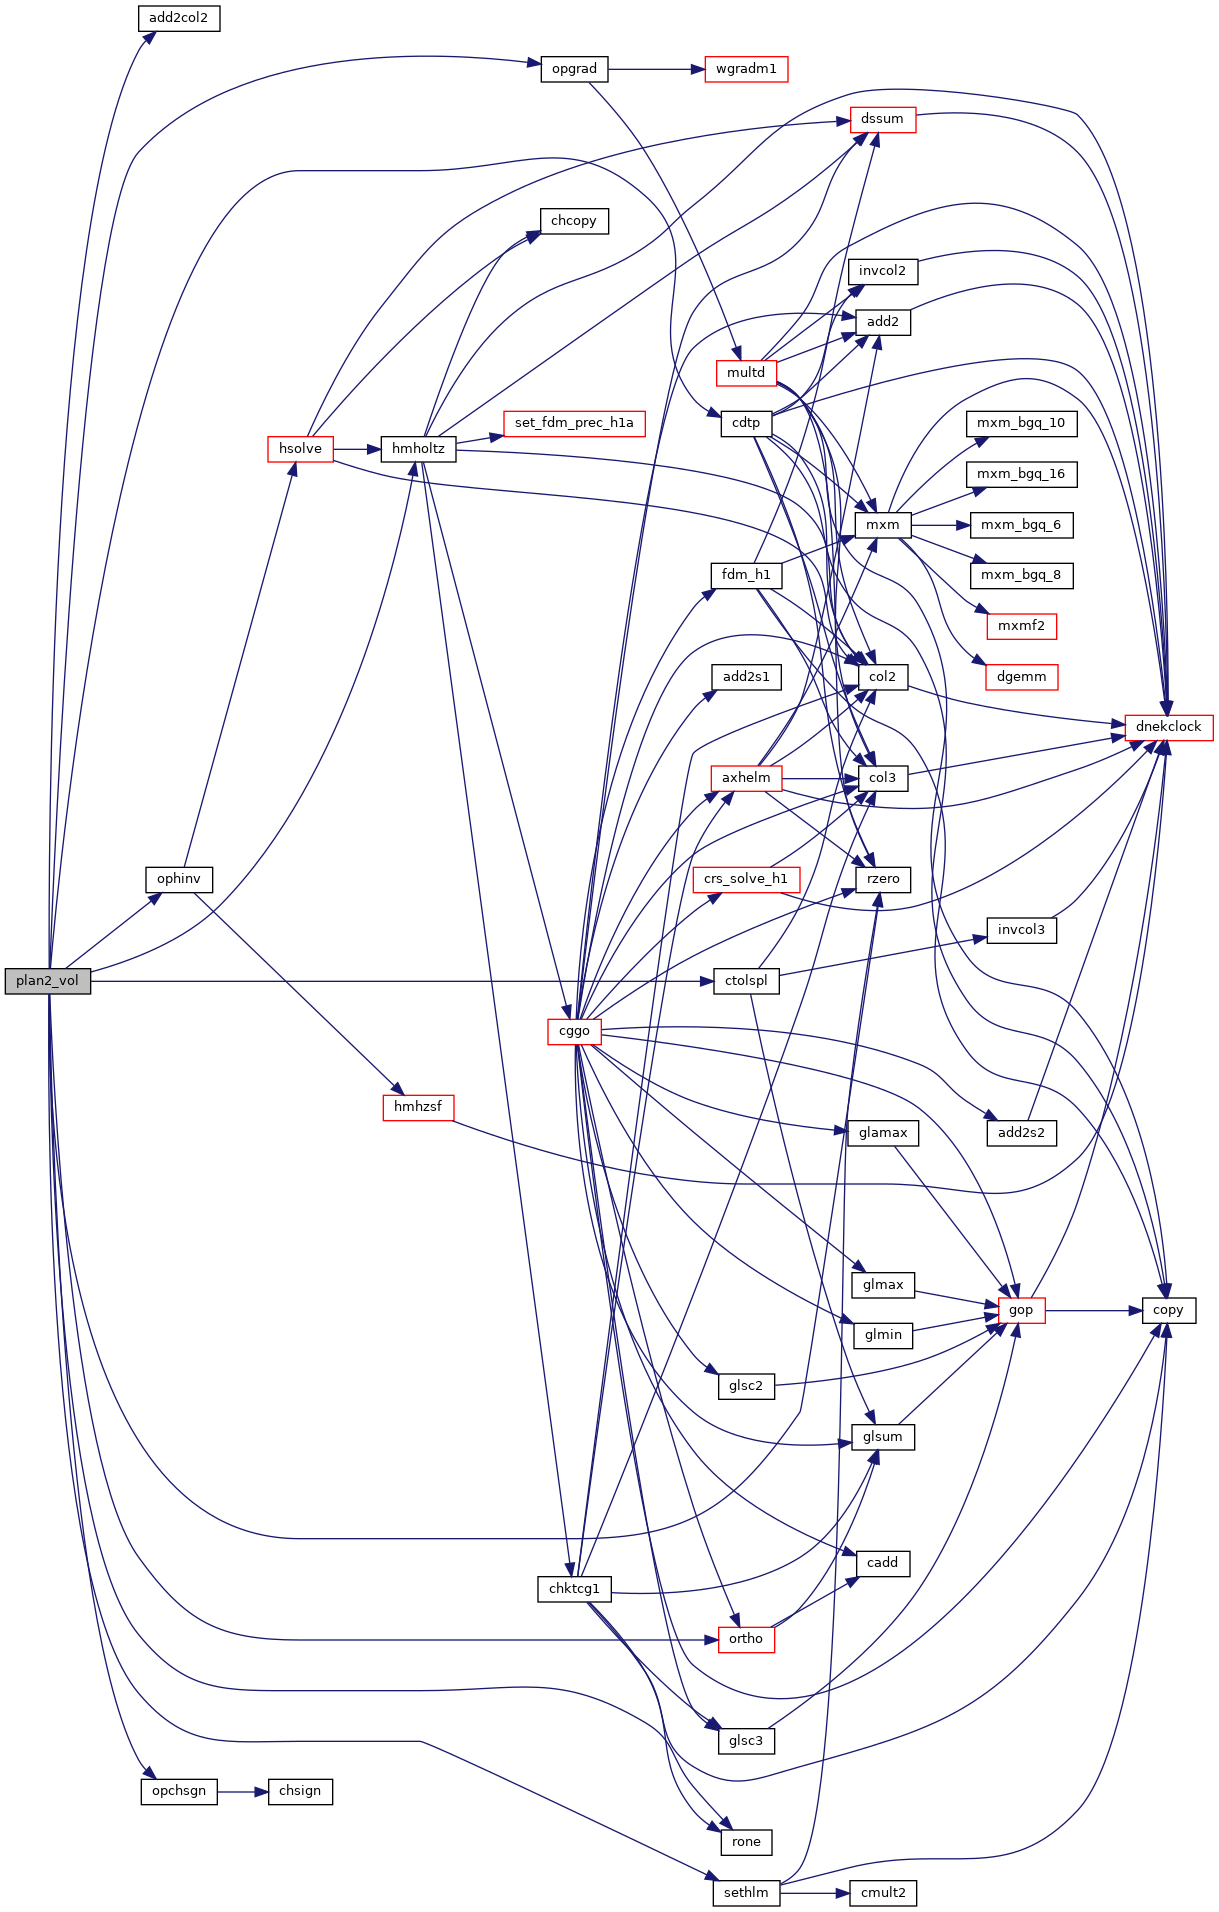 add2col2
opgrad
wgradm1
dssum
chcopy
invcol2
add2
multd
cdtp
set_fdm_prec_h1a
mxm_bgq_10
hsolve
hmholtz
mxm_bgq_16
mxm
mxm_bgq_6
fdm_h1
mxm_bgq_8
mxmf2
add2s1
col2
dgemm
dnekclock
axhelm
col3
ophinv
crs_solve_h1
rzero
invcol3
plan2_vol
ctolspl
cggo
hmhzsf
glamax
add2s2
glmax
gop
copy
glmin
glsc2
glsum
cadd
chktcg1
ortho
glsc3
opchsgn
chsign
rone
sethlm
cmult2